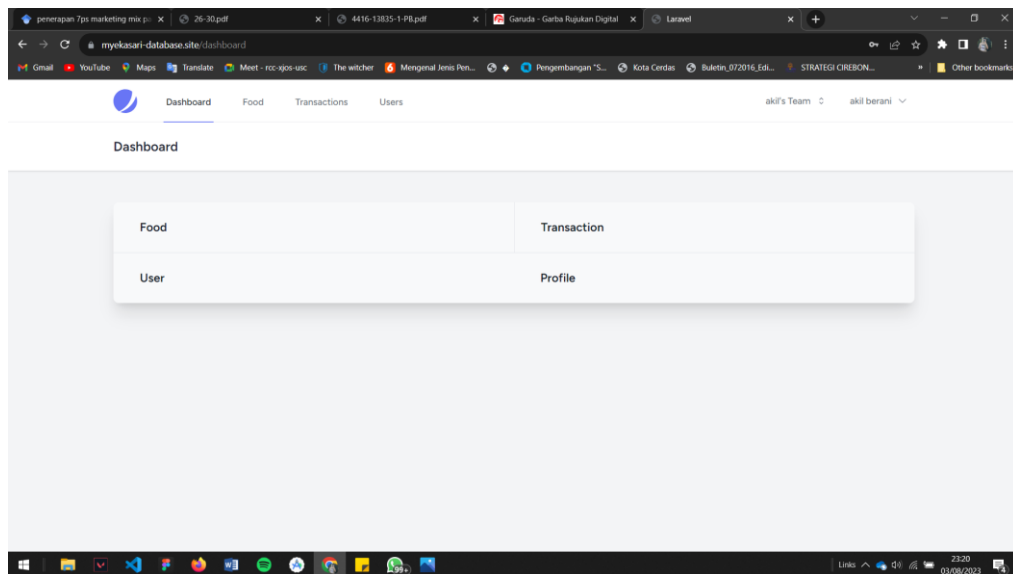 penerapan 7ps marketing mix p
26-30.pdf
4416-13835-1-PB.pdf
Garuda - Garba Rujukan Digital
Laravel
myekasari-database.site/dashboard
Gmail
YouTube
Maps
Translate
Meet - rcc-xjos-usc
The witcher
Mengenal Jenis Pen...
Pengembangan "S...
Kota Cerdas
Buletin_072016_Edi...
STRATEGI CIREBON...
»
Other bookmarks
Dashboard
Food
Transactions
Users
akil's Team
akil berani
Dashboard
Food
Transaction
User
Profile
Links
99+
23:20
03/08/2023
4